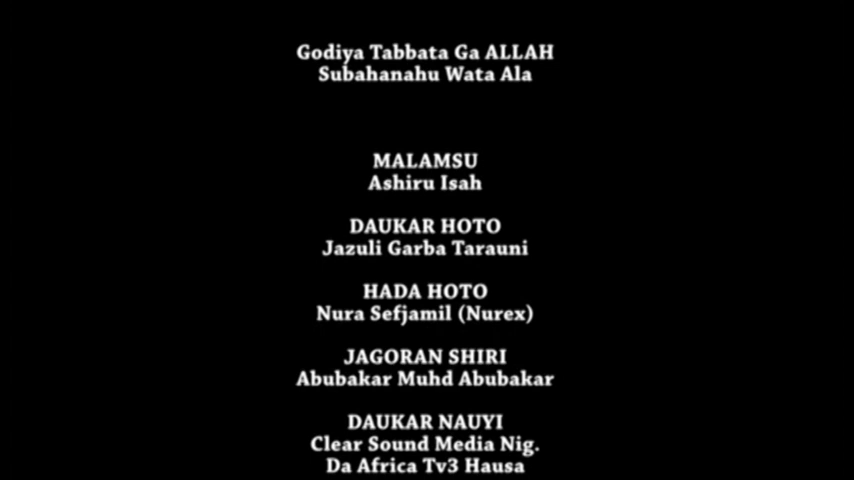 Godiya Tabbata Ga ALLAH
Subahanahu Wata Ala
MALAMSU
Ashiru Isah
DAUKAR HOTO
Jazuli Garba Tarauni
HADA HOTO
Nura Sefjamil (Nurex)
JAGORAN SHIRI
Abubakar Muhd Abubakar
DAUKAR NAUYI
Clear Sound Media Nig.
Da Africa Tv3 Hausa